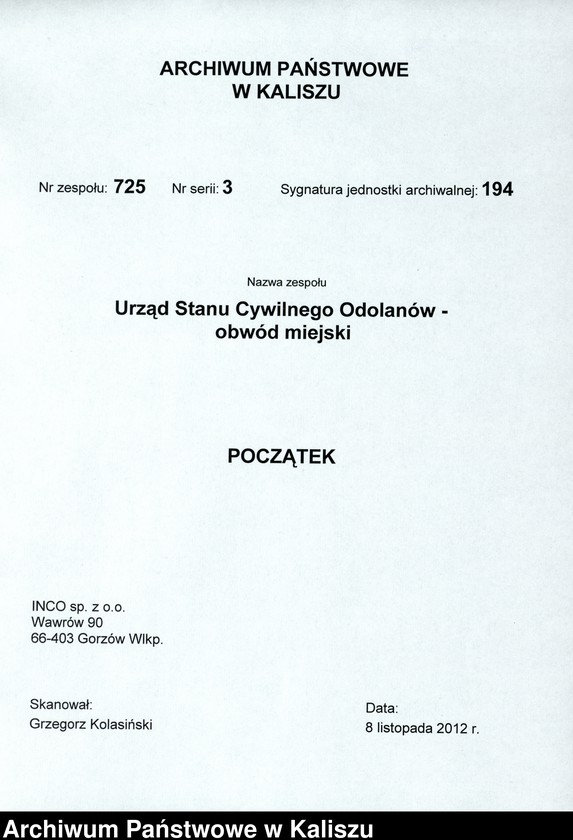 ARCHIWUM PAŃSTWOWE
W KALISZU
Nr zespołu: 725 Nr serii: 3 Sygnatura jednostki archiwalnej: 194
Nazwa zespołu
Urząd Stanu Cywilnego Odolanów -
obwód miejski
POCZĄTEK
INCO sp. z o.o.
Wawrów 90
66-403 Gorzów Wlkp.
Skanował:
Grzegorz Kolasiński
Data:
8 listopada 2012 r.
Archiwum Państwowe w Kaliszu